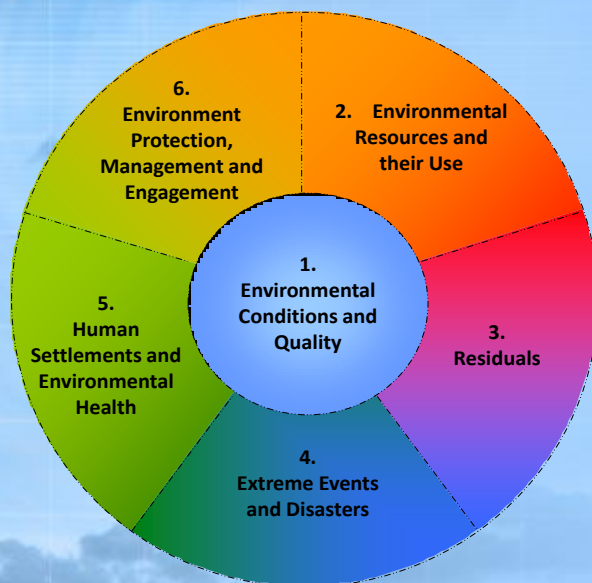 1.
Environmental
Conditions and
Quality
2. Environmental
Resources and
their Use
3.
Residuals
4.
Extreme Events
and Disasters
5.
Human
Settlements and
Environmental
Health
6.
Environment
Protection,
Management and
Engagement